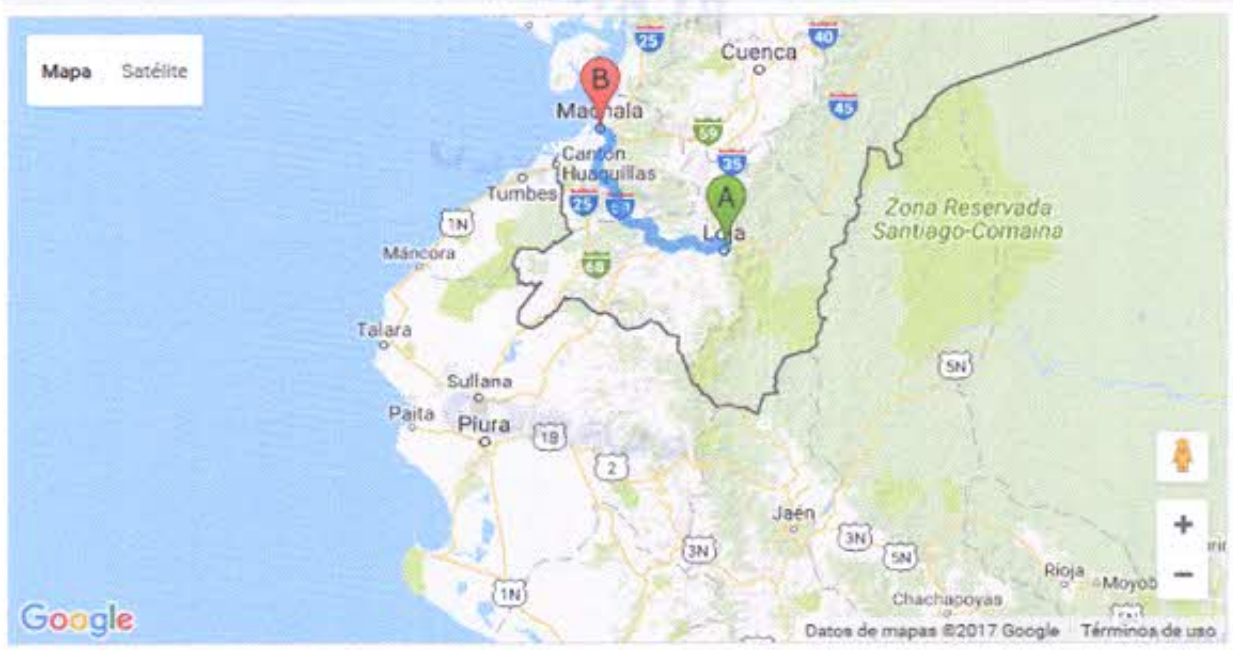 Mapa Satélite
25
Cuenca
40
B
Machala
45
59
Cantón
Huaquillas
35
Tumbes
25
A
1N
Loja
Zona Reservada
Santiago-Comaina
Máncora
68
Talara
5N
Sullana
Paita
Piura
1B
2
Jaén
3N
3N
5N
+
Rioja
Moyob
−
1N
Chachapoyas
Google
Datos de mapas ©2017 Google Términos de uso